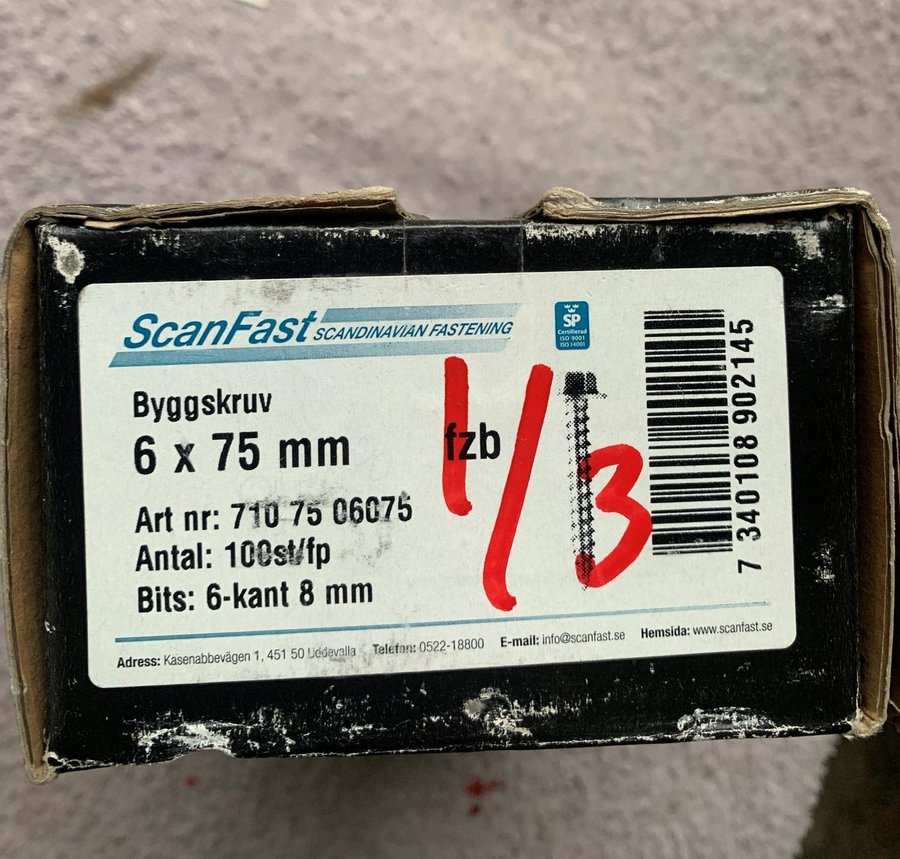 ScanFast SCANDINAVIAN FASTENING
SP
Certifierad
ISO 9001
ISO 14001
Byggskruv
6 x 75 mm
fzb
1/3
Art nr: 710 75 06075
Antal: 100st/fp
Bits: 6-kant 8 mm
7 340108 902145
Adress: Kasenabbevägen 1, 451 50 Uddevalla Telefon: 0522-18800 E-mail: info@scanfast.se Hemsida: www.scanfast.se